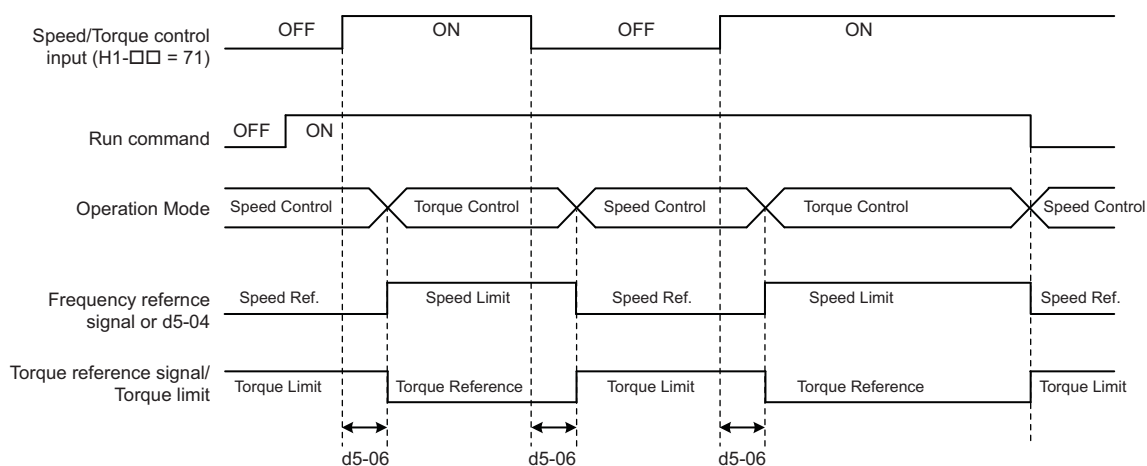 OFF ON OFF ON
Speed/Torque control
input (H1-□□ = 71)
OFF ON
Run command
Operation Mode Speed Control Torque Control Speed Control Torque Control Speed Control
Frequency refernce
signal or d5-04
Speed Ref. Speed Limit Speed Ref. Speed Limit Speed Ref.
Torque reference signal/
Torque limit
Torque Limit Torque Reference Torque Limit Torque Reference Torque Limit
d5-06 d5-06 d5-06